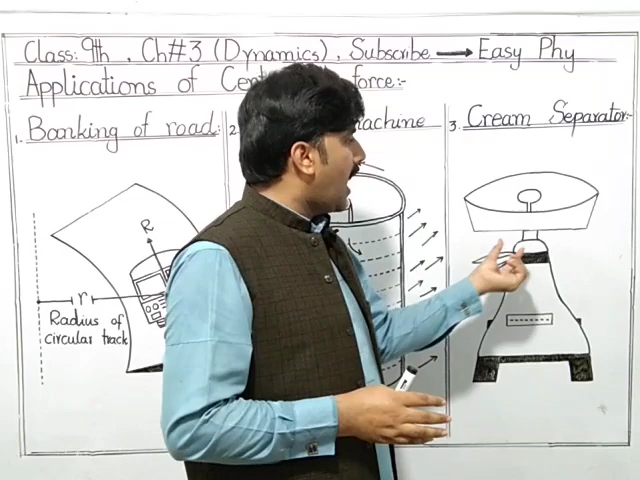 Class: 9th, Ch#3 (Dynamics), Subscribe → Easy Phy
Applications of force:-
1. Banking of road:
2. Machine
3. Cream Separator:-
R
r
Radius of
circular track